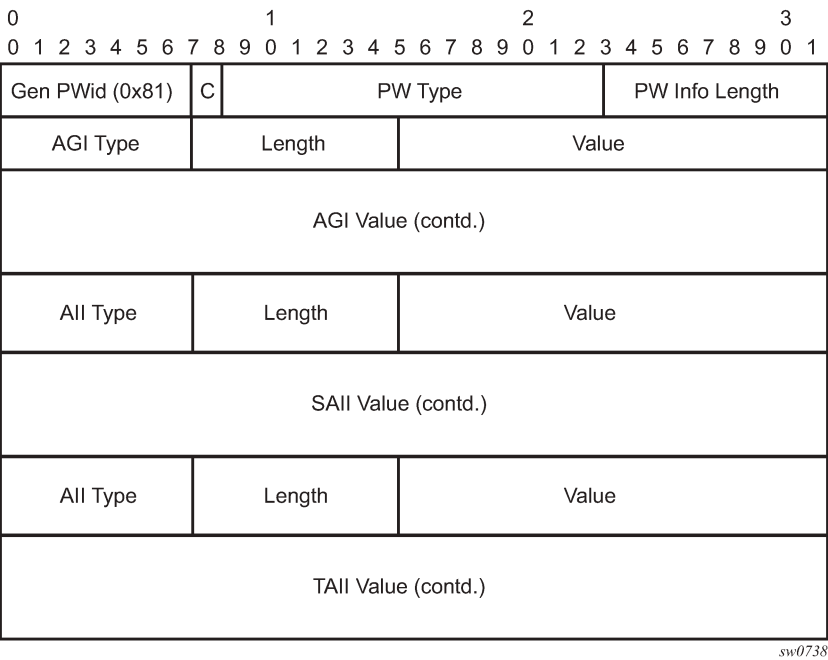 0 1 2 3
0 1 2 3 4 5 6 7 8 9 0 1 2 3 4 5 6 7 8 9 0 1 2 3 4 5 6 7 8 9 0 1
Gen PWid (0x81) C PW Type PW Info Length
AGI Type Length Value
AGI Value (contd.)
AII Type Length Value
SAII Value (contd.)
AII Type Length Value
TAII Value (contd.)
sw0738